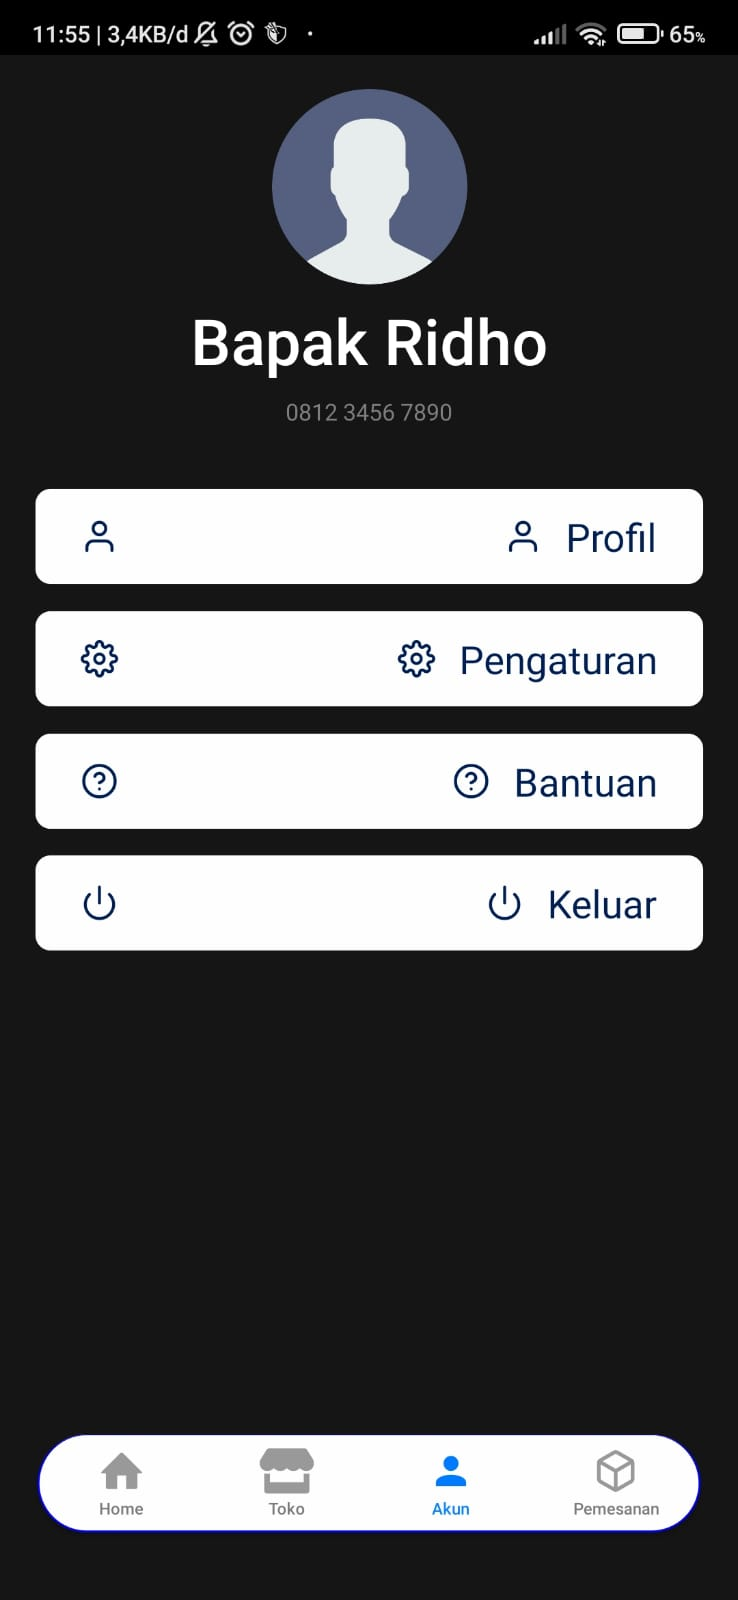 11:55 | 3,4KB/d 65%
Bapak Ridho
0812 3456 7890
Profil
Pengaturan
Bantuan
Keluar
Home Toko Akun Pemesanan